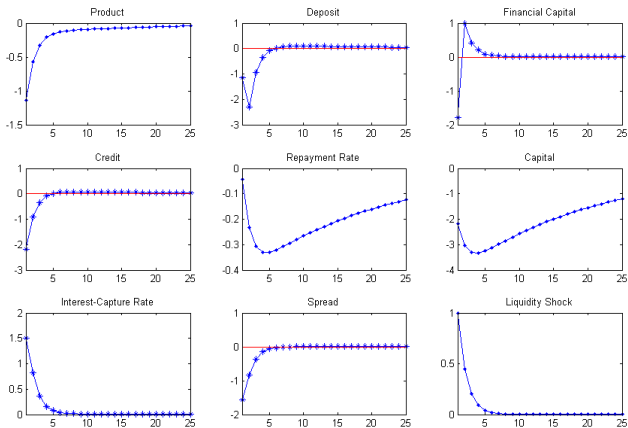 Product
0
-0.5
-1
-1.5
5 10 15 20 25
Deposit
1
0
-1
-2
-3
5 10 15 20 25
Financial Capital
1
0
-1
-2
5 10 15 20 25
Credit
1
0
-1
-2
-3
5 10 15 20 25
Repayment Rate
0
-0.1
-0.2
-0.3
-0.4
5 10 15 20 25
Capital
0
-1
-2
-3
-4
5 10 15 20 25
Interest-Capture Rate
2
1.5
1
0.5
0
5 10 15 20 25
Spread
1
0
-1
-2
5 10 15 20 25
Liquidity Shock
1
0.5
0
5 10 15 20 25